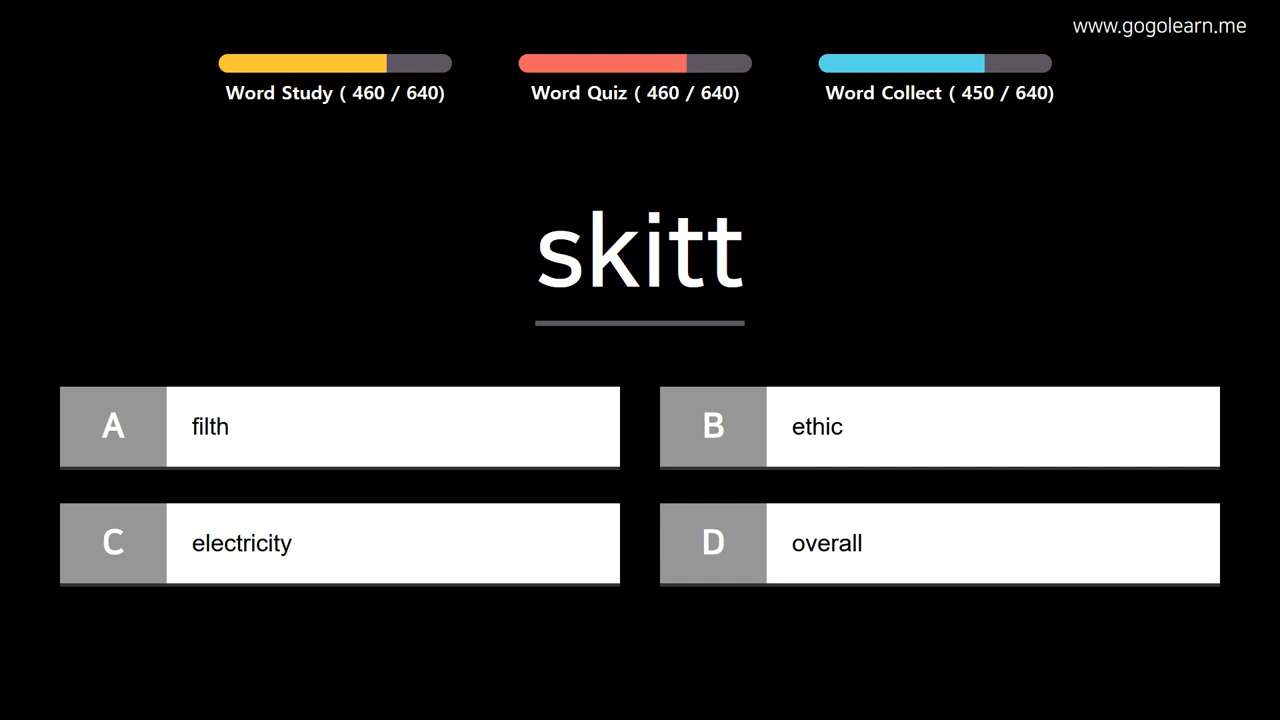 www.gogolearn.me
Word Study ( 460 / 640)
Word Quiz ( 460 / 640)
Word Collect ( 450 / 640)
skitt
A filth
B ethic
C electricity
D overall